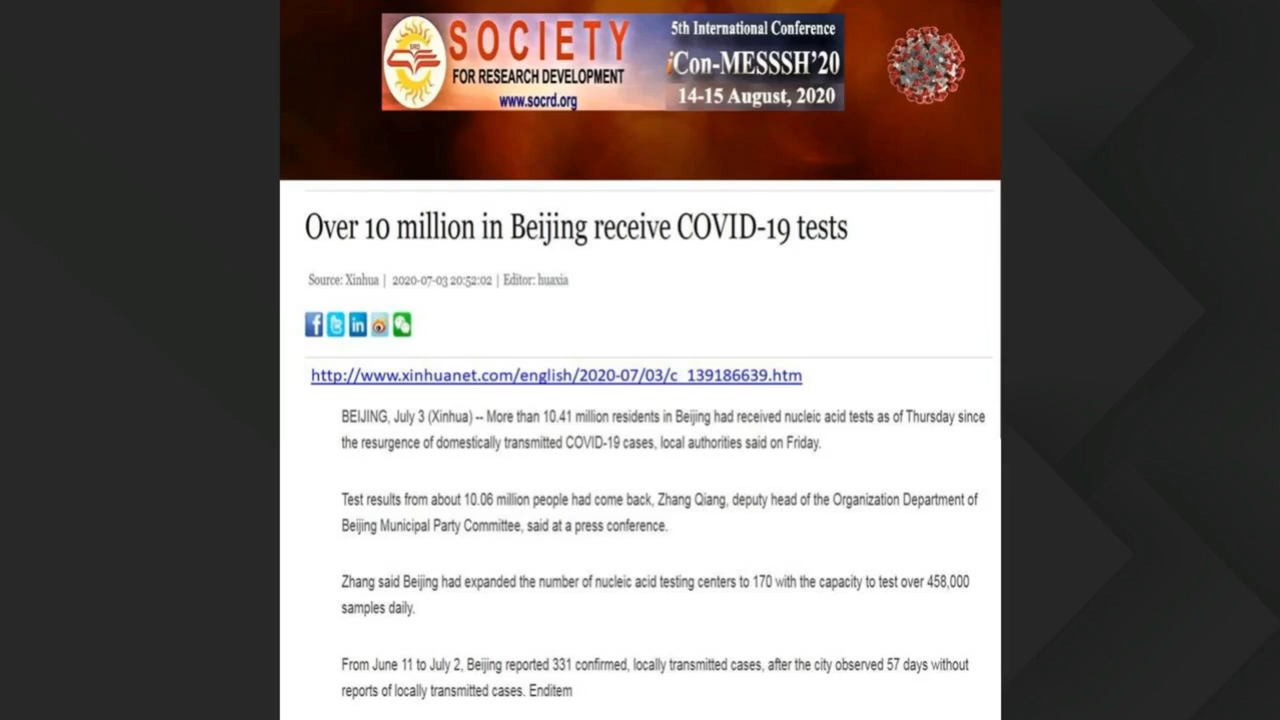 SRD
SOCIETY
FOR RESEARCH DEVELOPMENT
www.socrd.org
5th International Conference
iCon-MESSSH'20
14-15 August, 2020
Over 10 million in Beijing receive COVID-19 tests
Source: Xinhua | 2020-07-03 20:52:02 | Editor: huaxia
http://www.xinhuanet.com/english/2020-07/03/c_139186639.htm
BEIJING, July 3 (Xinhua) -- More than 10.41 million residents in Beijing had received nucleic acid tests as of Thursday since
the resurgence of domestically transmitted COVID-19 cases, local authorities said on Friday.
Test results from about 10.06 million people had come back, Zhang Qiang, deputy head of the Organization Department of
Beijing Municipal Party Committee, said at a press conference.
Zhang said Beijing had expanded the number of nucleic acid testing centers to 170 with the capacity to test over 458,000
samples daily.
From June 11 to July 2, Beijing reported 331 confirmed, locally transmitted cases, after the city observed 57 days without
reports of locally transmitted cases. Enditem